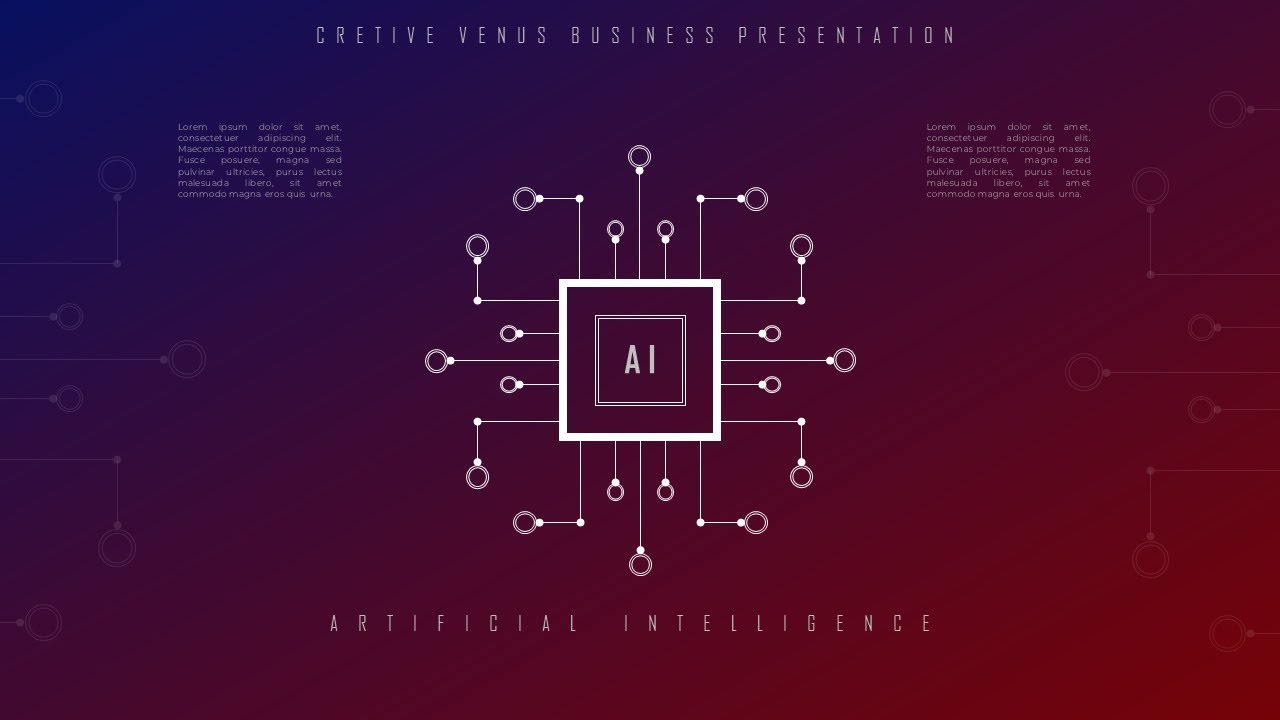 CRETIVE VENUS BUSINESS PRESENTATION
Lorem ipsum dolor sit amet,
consectetuer adipiscing elit.
Maecenas porttitor congue massa.
Fusce posuere, magna sed
pulvinar ultricies, purus lectus
malesuada libero, sit amet
commodo magna eros quis urna.
Lorem ipsum dolor sit amet,
consectetuer adipiscing elit.
Maecenas porttitor congue massa.
Fusce posuere, magna sed
pulvinar ultricies, purus lectus
malesuada libero, sit amet
commodo magna eros quis urna.
AI
ARTIFICIAL INTELLIGENCE